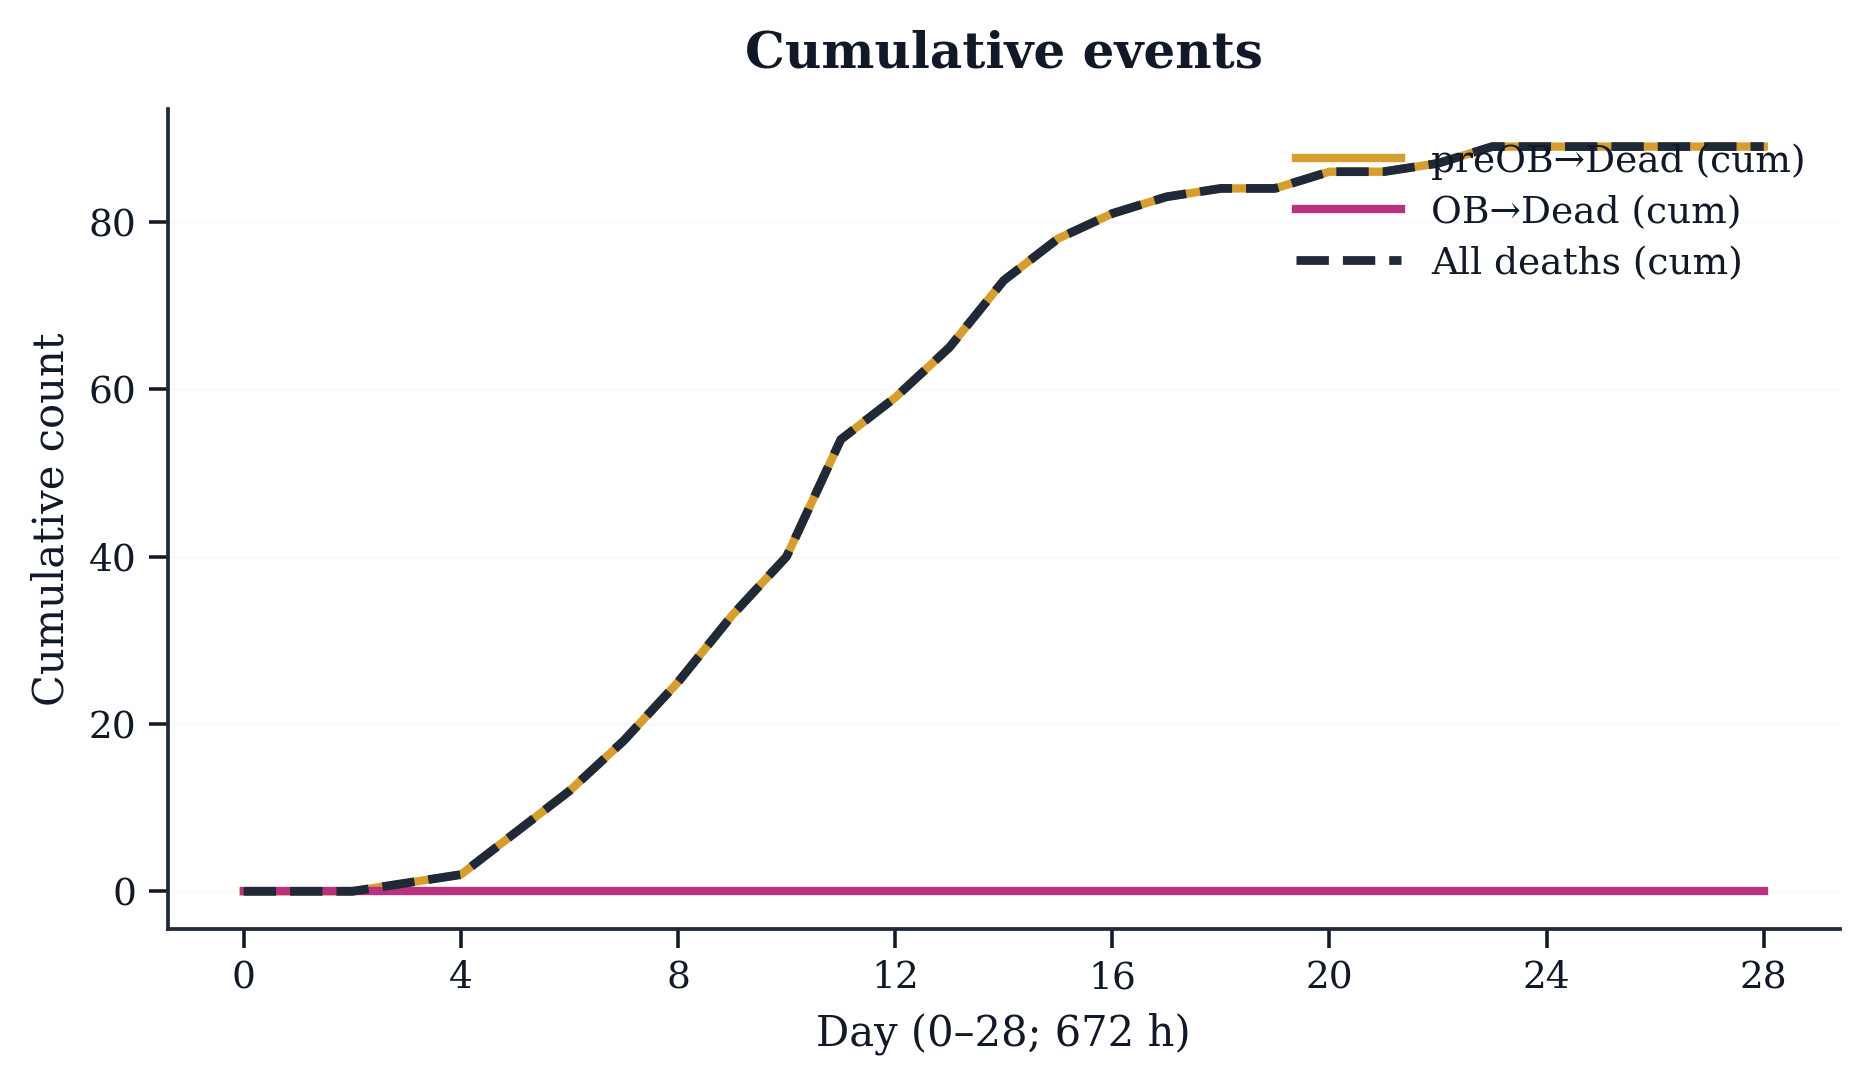 Cumulative events
preOB→Dead (cum)
OB→Dead (cum)
All deaths (cum)
Cumulative count
80
60
40
20
0
0 4 8 12 16 20 24 28
Day (0–28; 672 h)